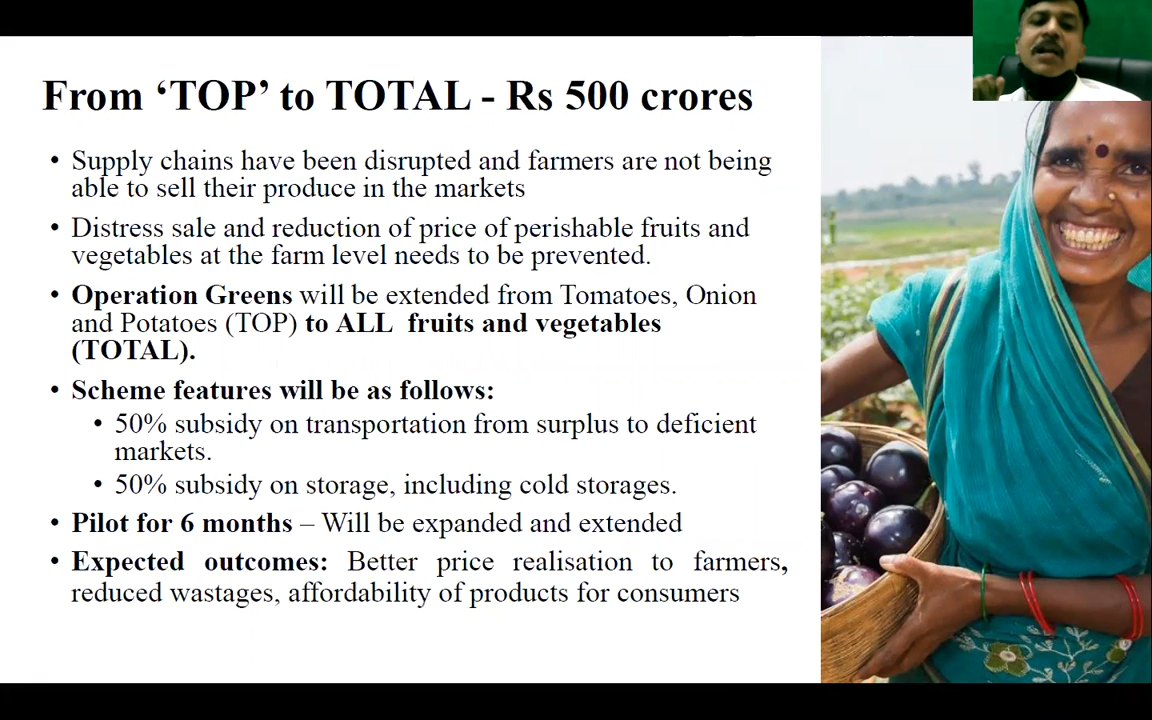 From ‘TOP’ to TOTAL - Rs 500 crores
• Supply chains have been disrupted and farmers are not being
able to sell their produce in the markets
• Distress sale and reduction of price of perishable fruits and
vegetables at the farm level needs to be prevented.
• Operation Greens will be extended from Tomatoes, Onion
and Potatoes (TOP) to ALL fruits and vegetables
(TOTAL).
• Scheme features will be as follows:
• 50% subsidy on transportation from surplus to deficient
markets.
• 50% subsidy on storage, including cold storages.
• Pilot for 6 months – Will be expanded and extended
• Expected outcomes: Better price realisation to farmers,
reduced wastages, affordability of products for consumers